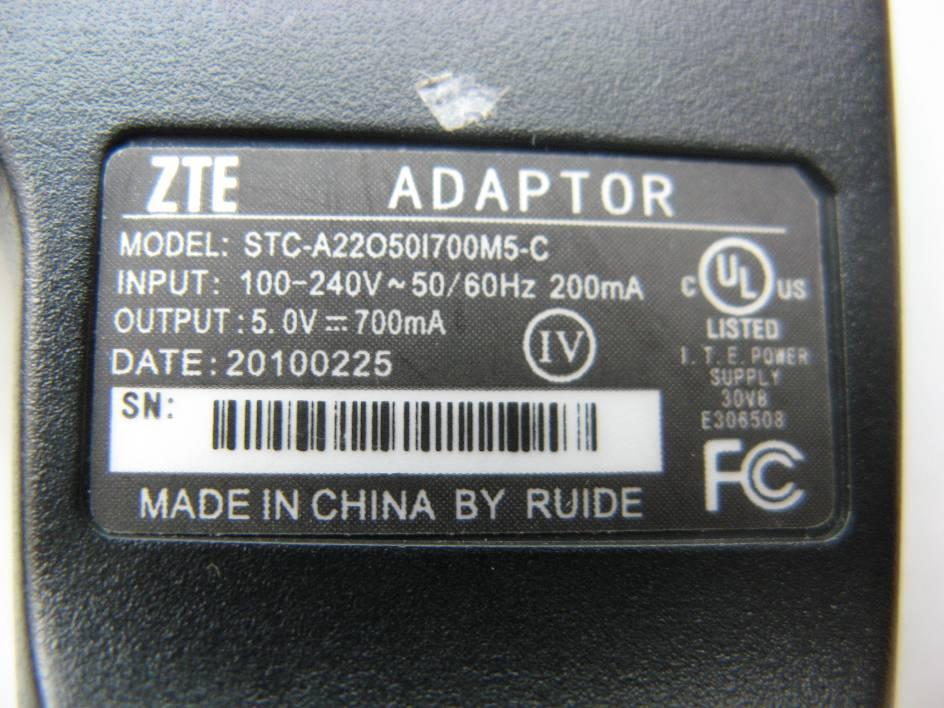 ZTE ADAPTOR
MODEL: STC-A22O50I700M5-C
INPUT: 100-240V~50/60Hz 200mA
OUTPUT:5.0V⎓700mA
DATE:20100225
IV
SN:
MADE IN CHINA BY RUIDE
C UL US
LISTED
I.T.E.POWER
SUPPLY
30V8
E306508
FC